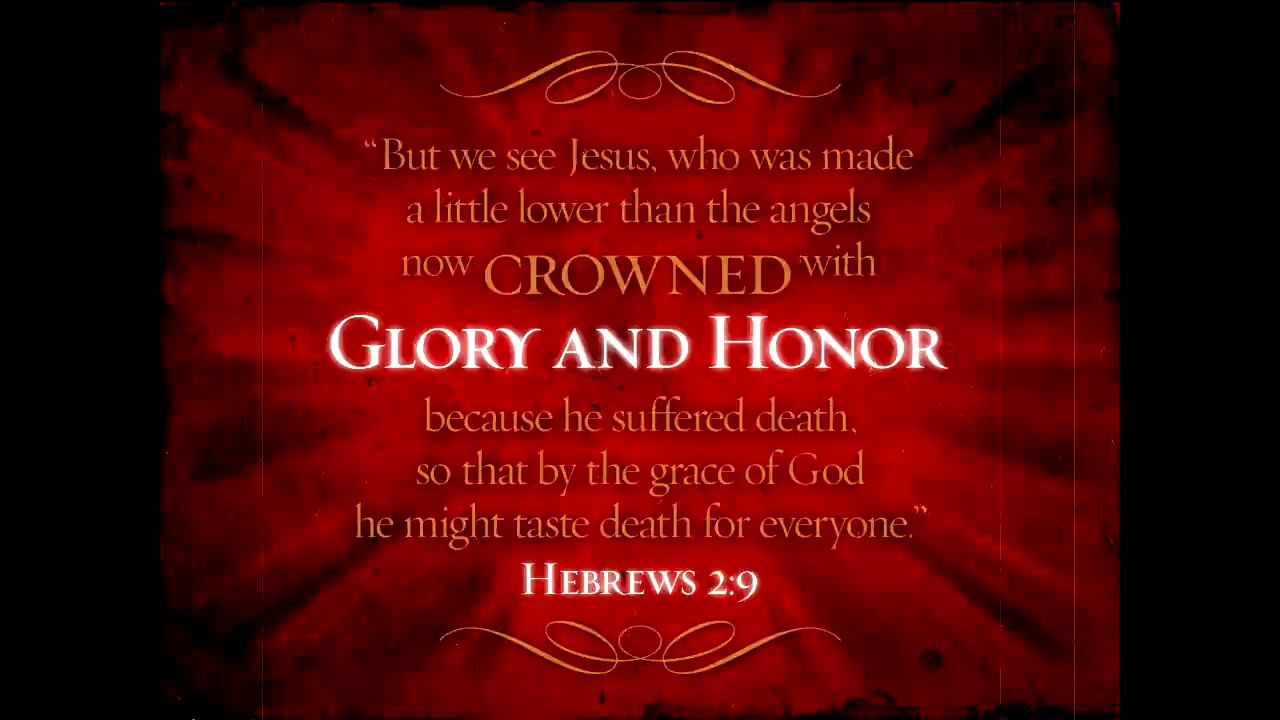 “But we see Jesus, who was made
a little lower than the angels
now CROWNED with
GLORY AND HONOR
because he suffered death,
so that by the grace of God
he might taste death for everyone.”
HEBREWS 2:9